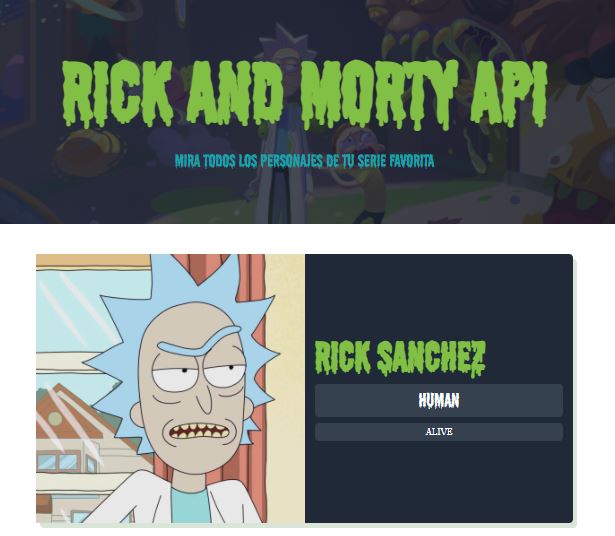 RICK AND MORTY API
MIRA TODOS LOS PERSONAJES DE TU SERIE FAVORITA
RICK SANCHEZ
HUMAN
ALIVE